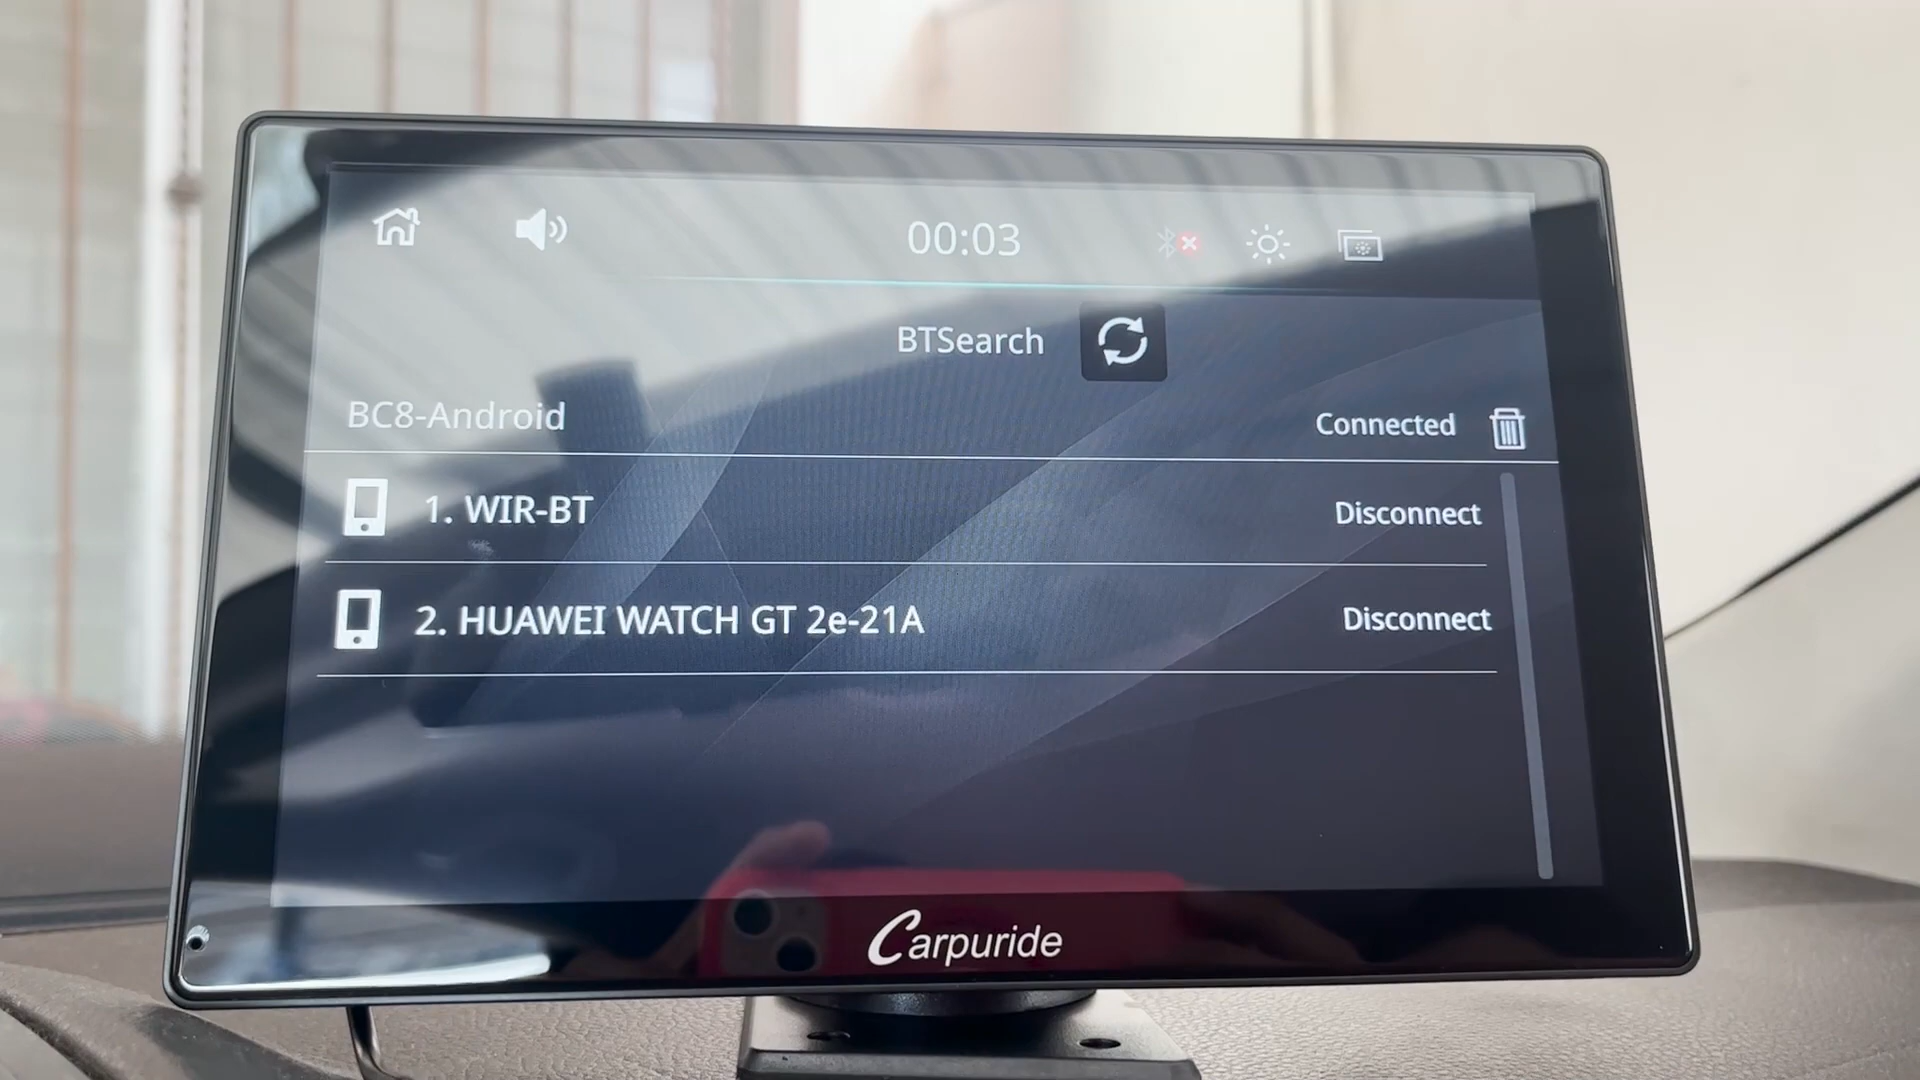 00:03
BTSearch
BC8-Android Connected
1. WIR-BT Disconnect
2. HUAWEI WATCH GT 2e-21A Disconnect
Carpuride